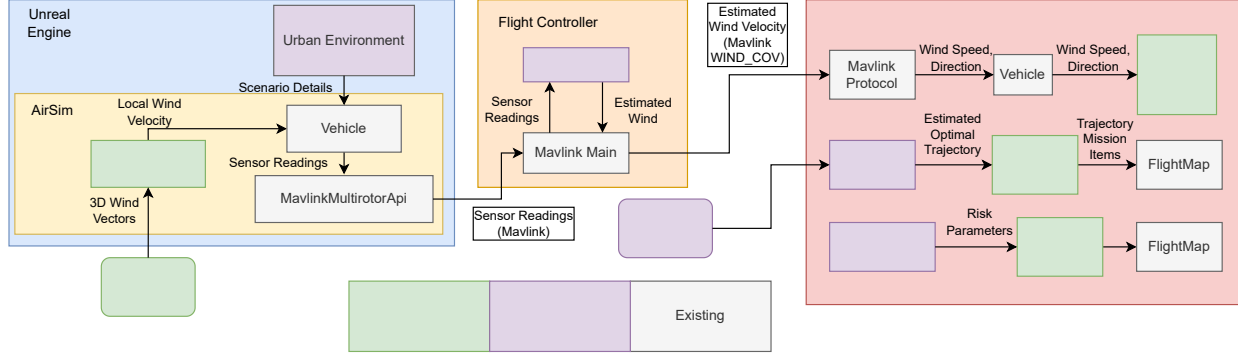 Unreal
Engine
Urban Environment
Scenario Details
AirSim
Local Wind
Velocity
Vehicle
Sensor Readings
3D Wind
Vectors
MavlinkMultirotorApi
Sensor Readings
(Mavlink)
Flight Controller
Sensor
Readings
Estimated
Wind
Mavlink Main
Estimated
Wind Velocity
(Mavlink
WIND_COV)
Mavlink
Protocol
Wind Speed,
Direction
Vehicle
Wind Speed,
Direction
Estimated
Optimal
Trajectory
Trajectory
Mission
Items
FlightMap
Risk
Parameters
FlightMap
Existing